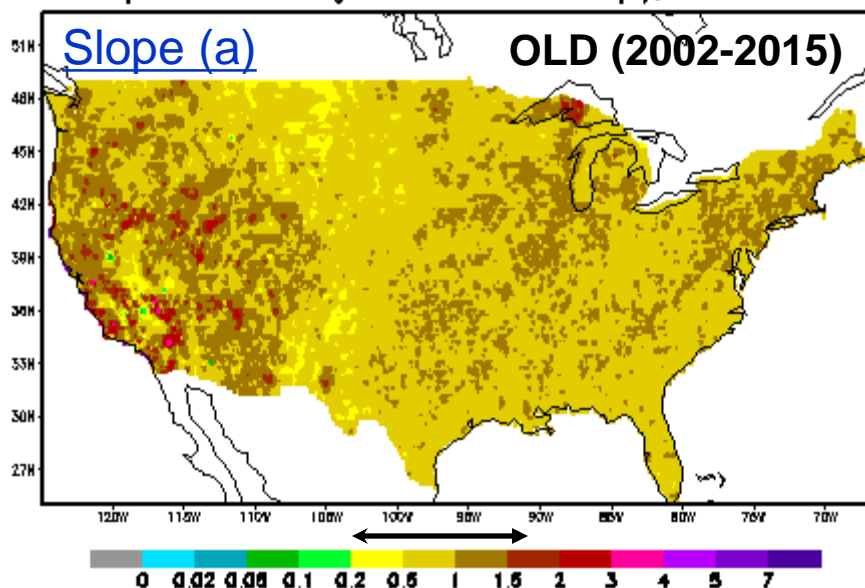 Slope (a)
OLD (2002-2015)
51N
48N
45N
42N
39N
36N
33N
30N
27N
120W 115W 110W 105W 100W 95W 90W 85W 80W 75W 70W
0 0.02 0.05 0.1 0.2 0.5 1 1.5 2 3 4 5 7